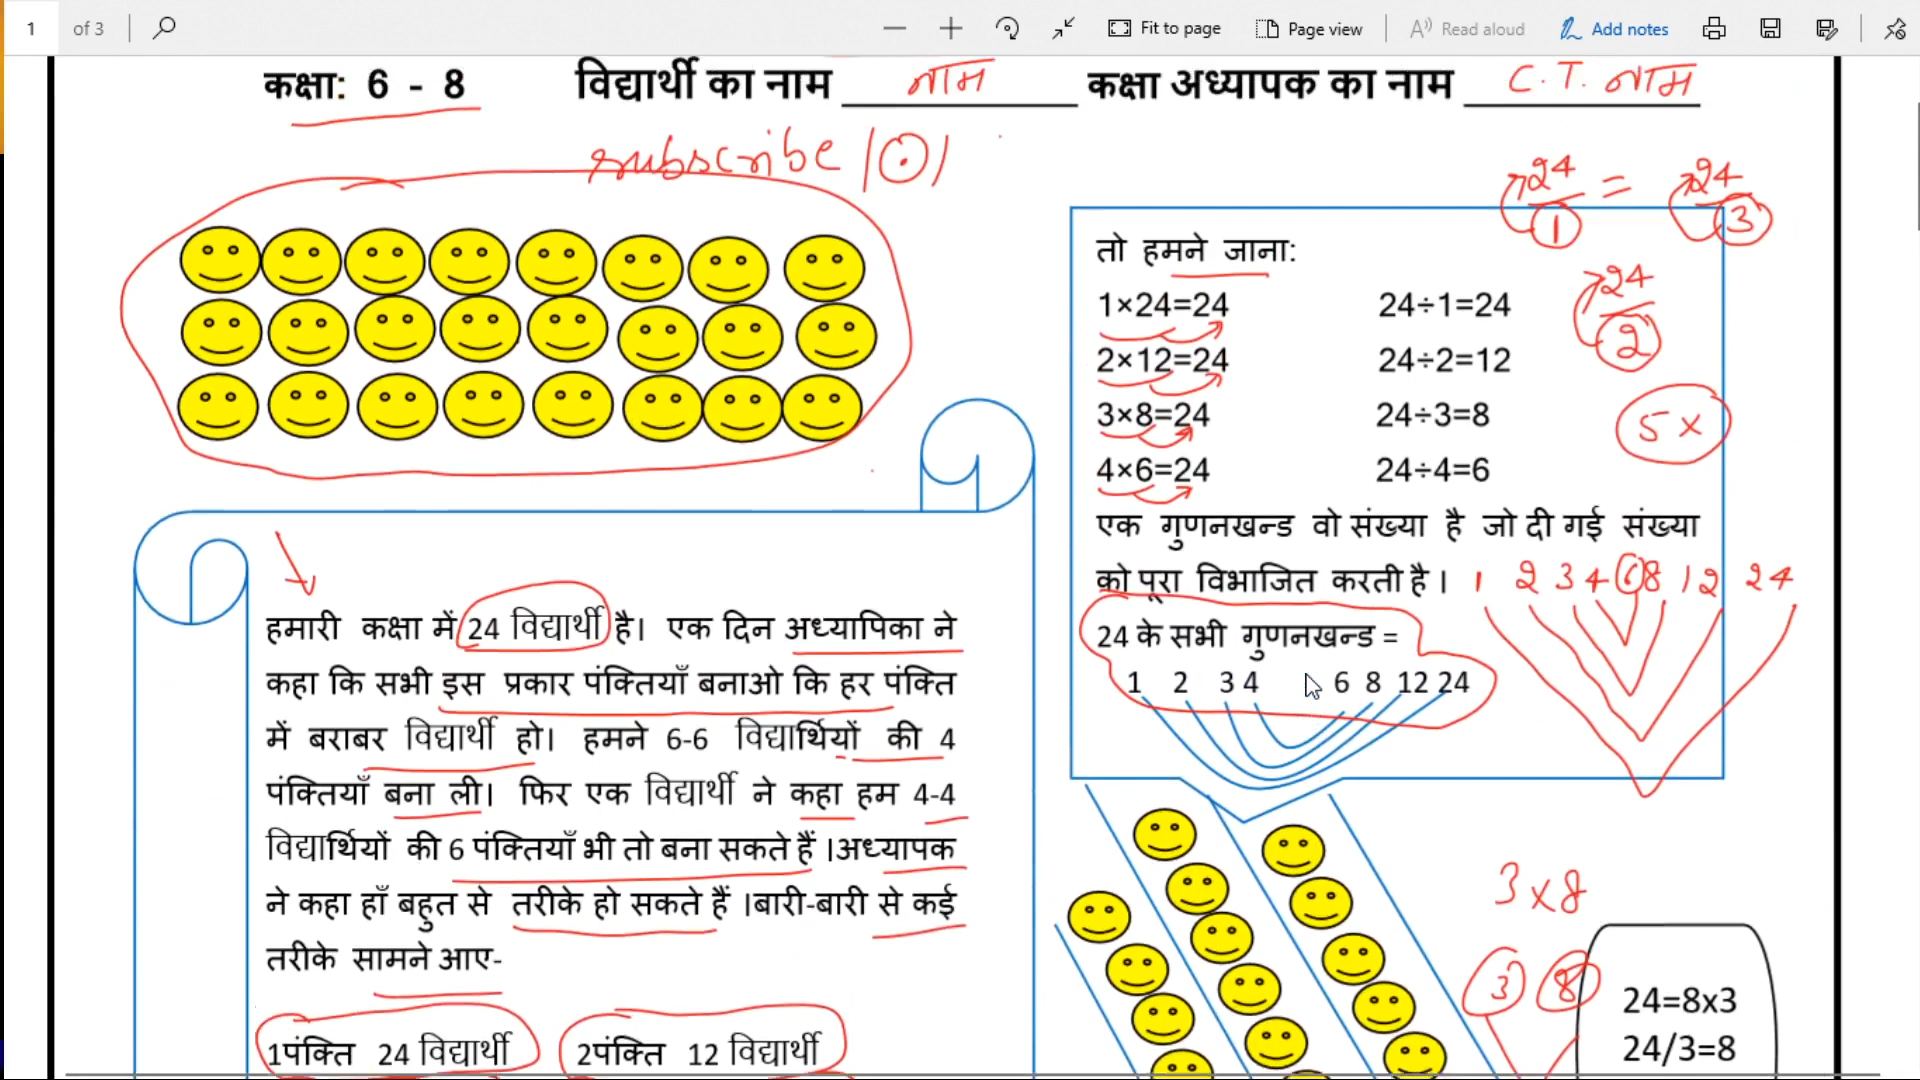 1 of 3 Fit to page Page view Read aloud Add notes
कक्षा: 6 - 8 विद्यार्थी का नाम नाम कक्षा अध्यापक का नाम C.T. नाम
subscribe
24/1 = 24/3
24/2
5 ×
तो हमने जाना:
1×24=24 24÷1=24
2×12=24 24÷2=12
3×8=24 24÷3=8
4×6=24 24÷4=6
एक गुणनखन्ड वो संख्या है जो दी गई संख्या
को पूरा विभाजित करती है।
1 2 3 4 6 8 12 24
24 के सभी गुणनखन्ड =
1 2 3 4 6 8 12 24
हमारी कक्षा में 24 विद्यार्थी है। एक दिन अध्यापिका ने
कहा कि सभी इस प्रकार पंक्तियाँ बनाओ कि हर पंक्ति
में बराबर विद्यार्थी हो। हमने 6-6 विद्यार्थियों की 4
पंक्तियाँ बना ली। फिर एक विद्यार्थी ने कहा हम 4-4
विद्यार्थियों की 6 पंक्तियाँ भी तो बना सकते हैं ।अध्यापक
ने कहा हाँ बहुत से तरीके हो सकते हैं ।बारी-बारी से कई
तरीके सामने आए-
1पंक्ति 24 विद्यार्थी 2पंक्ति 12 विद्यार्थी
3×8
3 8
24=8x3
24/3=8